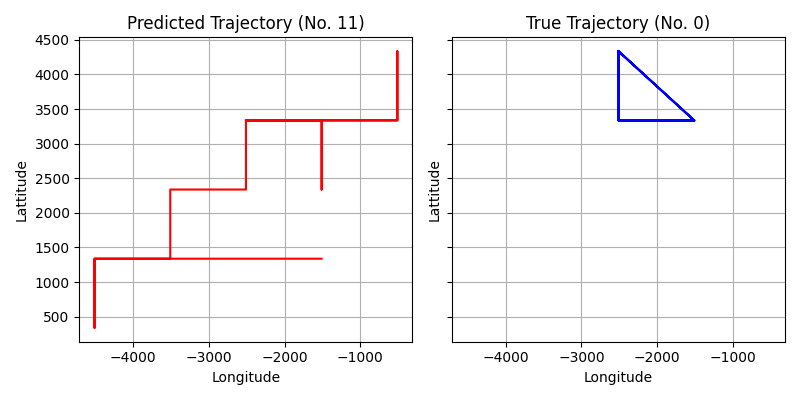 Predicted Trajectory (No. 11)
True Trajectory (No. 0)
4500
4000
3500
3000
2500
2000
1500
1000
500
Lattitude
Lattitude
−4000 −3000 −2000 −1000
−4000 −3000 −2000 −1000
Longitude
Longitude